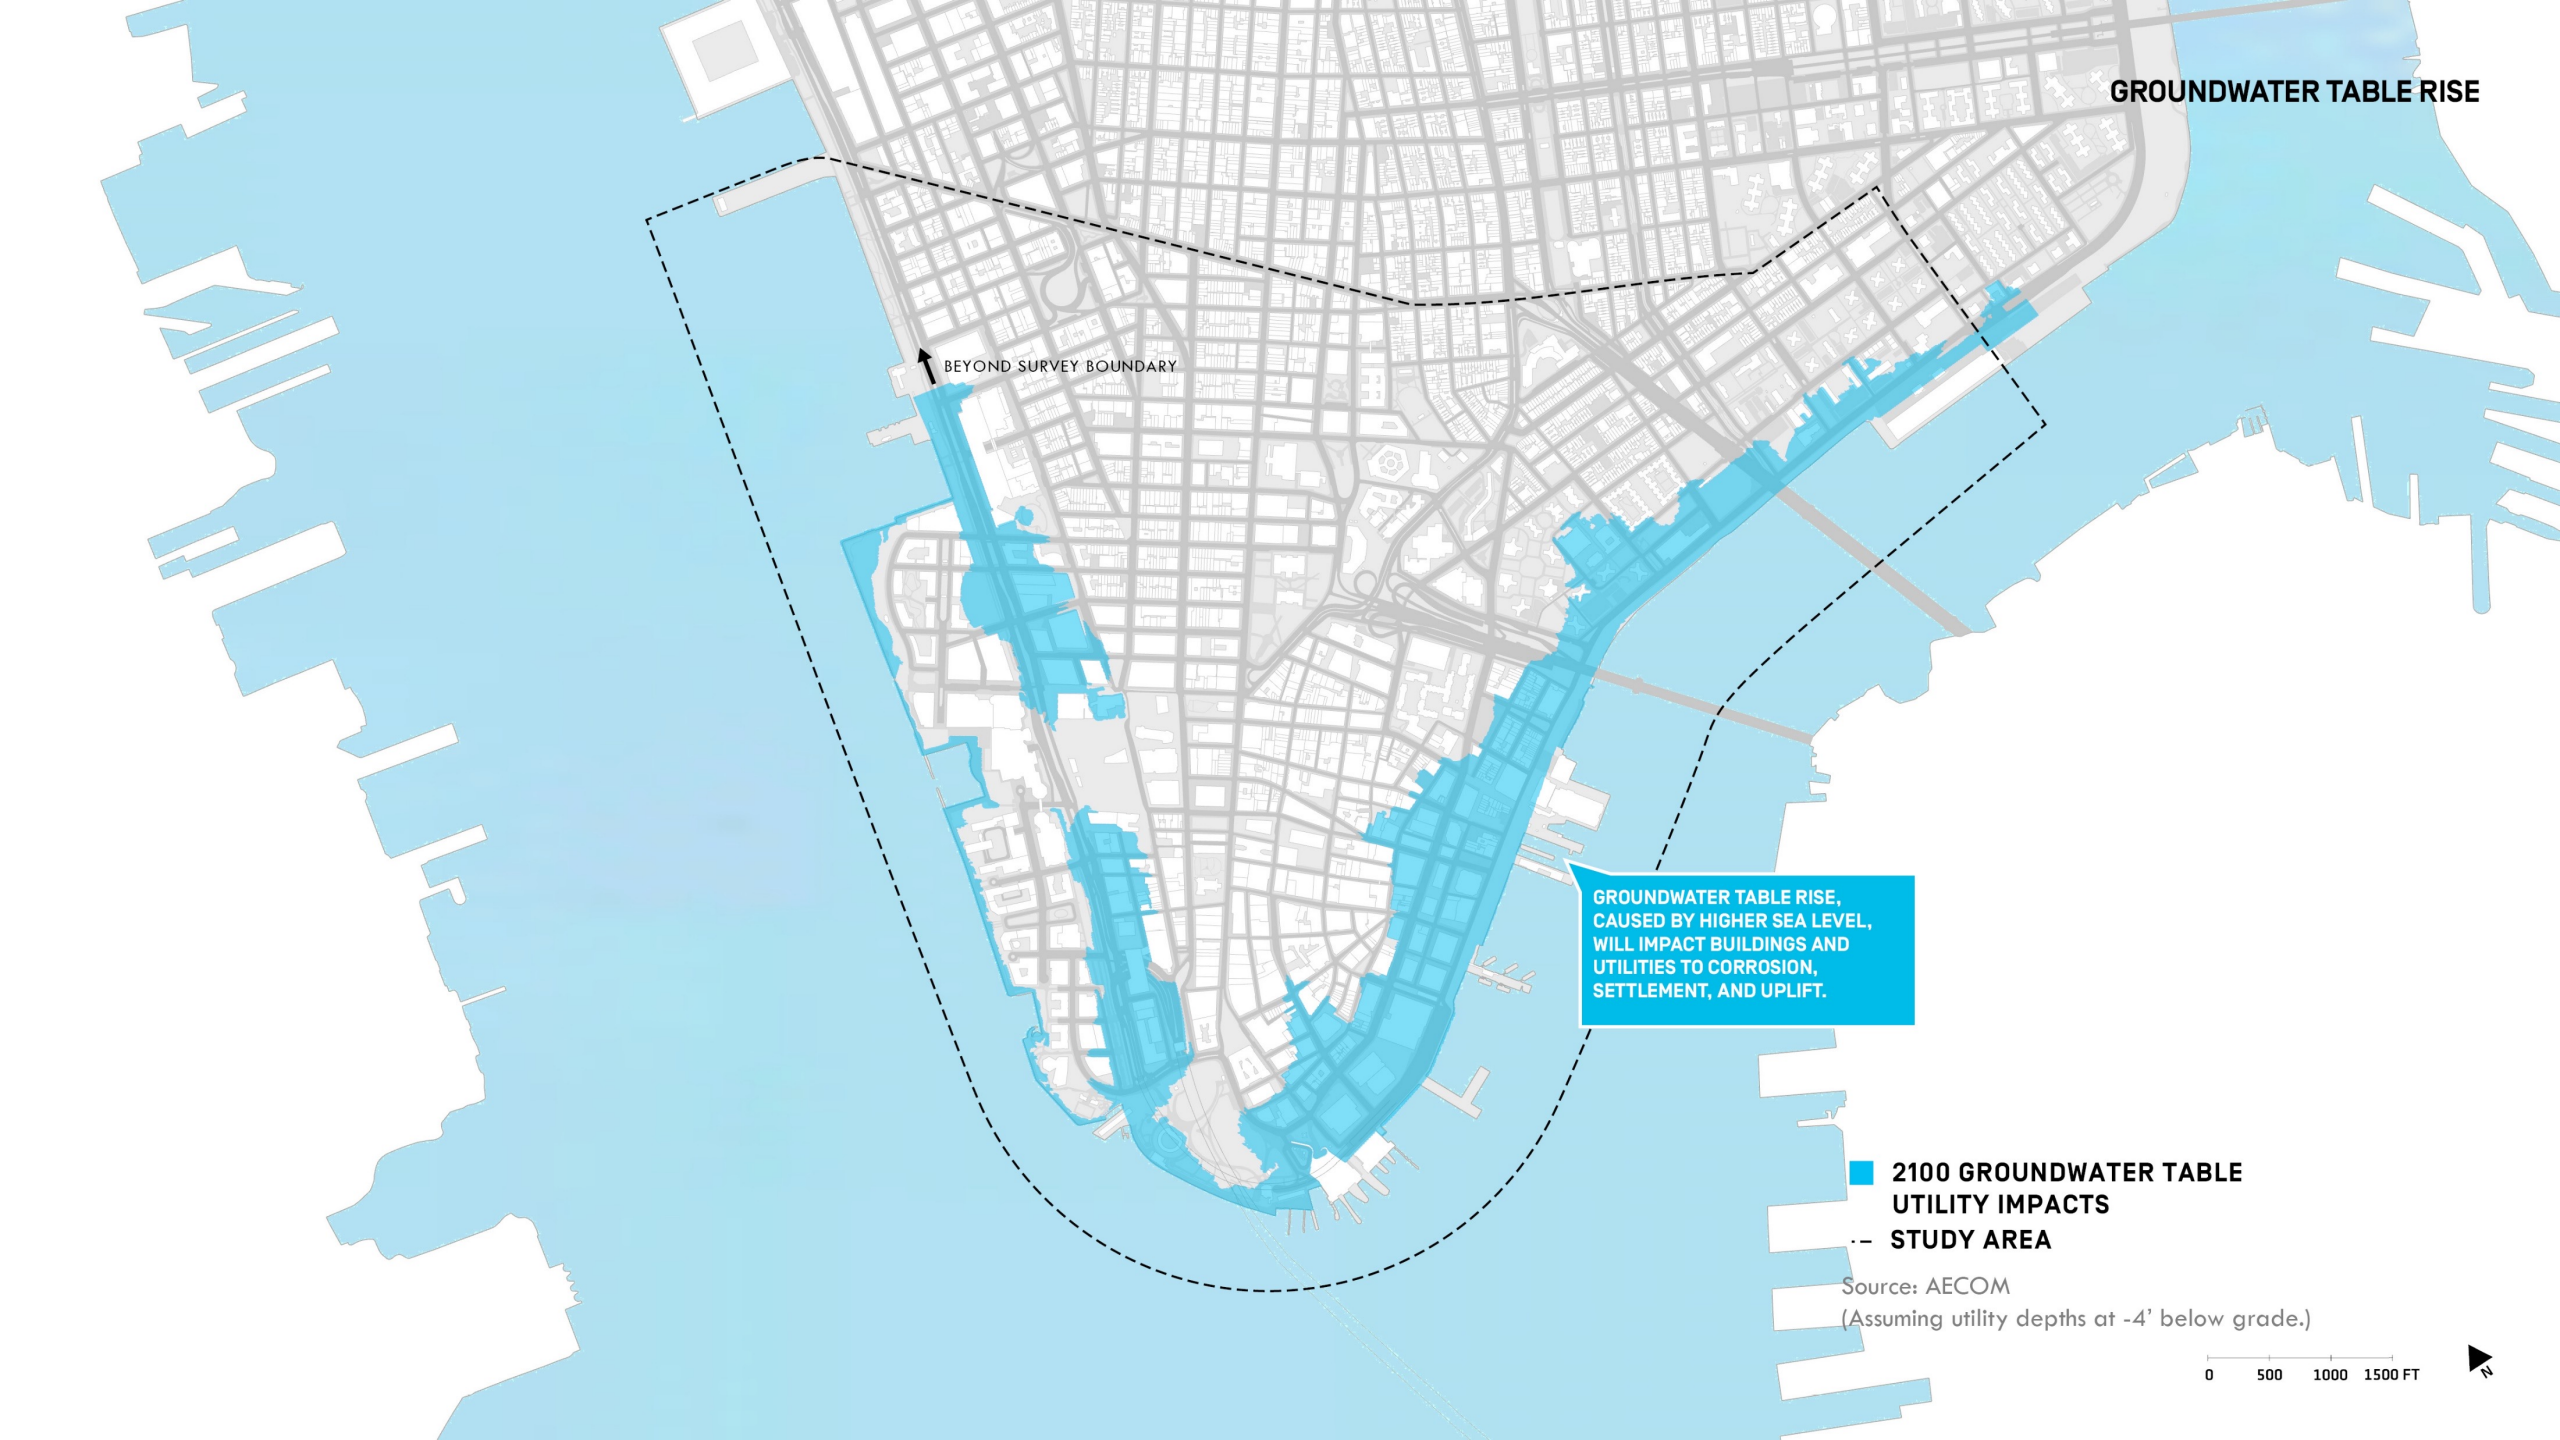 GROUNDWATER TABLE RISE
BEYOND SURVEY BOUNDARY
GROUNDWATER TABLE RISE,
CAUSED BY HIGHER SEA LEVEL,
WILL IMPACT BUILDINGS AND
UTILITIES TO CORROSION,
SETTLEMENT, AND UPLIFT.
2100 GROUNDWATER TABLE
UTILITY IMPACTS
STUDY AREA
Source: AECOM
(Assuming utility depths at -4’ below grade.)
0 500 1000 1500 FT
N